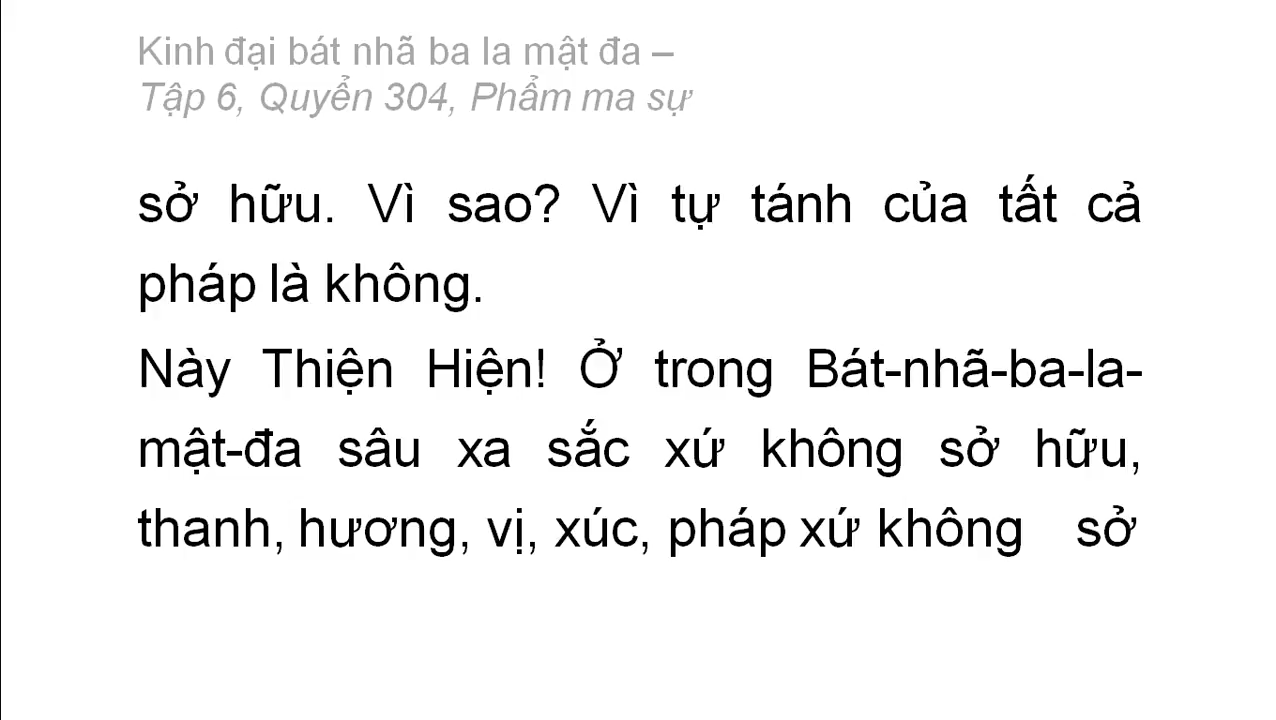 Kinh đại bát nhã ba la mật đa –
Tập 6, Quyển 304, Phẩm ma sự
sở hữu. Vì sao? Vì tự tánh của tất cả
pháp là không.
Này Thiện Hiện! Ở trong Bát-nhã-ba-la-
mật-đa sâu xa sắc xứ không sở hữu,
thanh, hương, vị, xúc, pháp xứ không sở